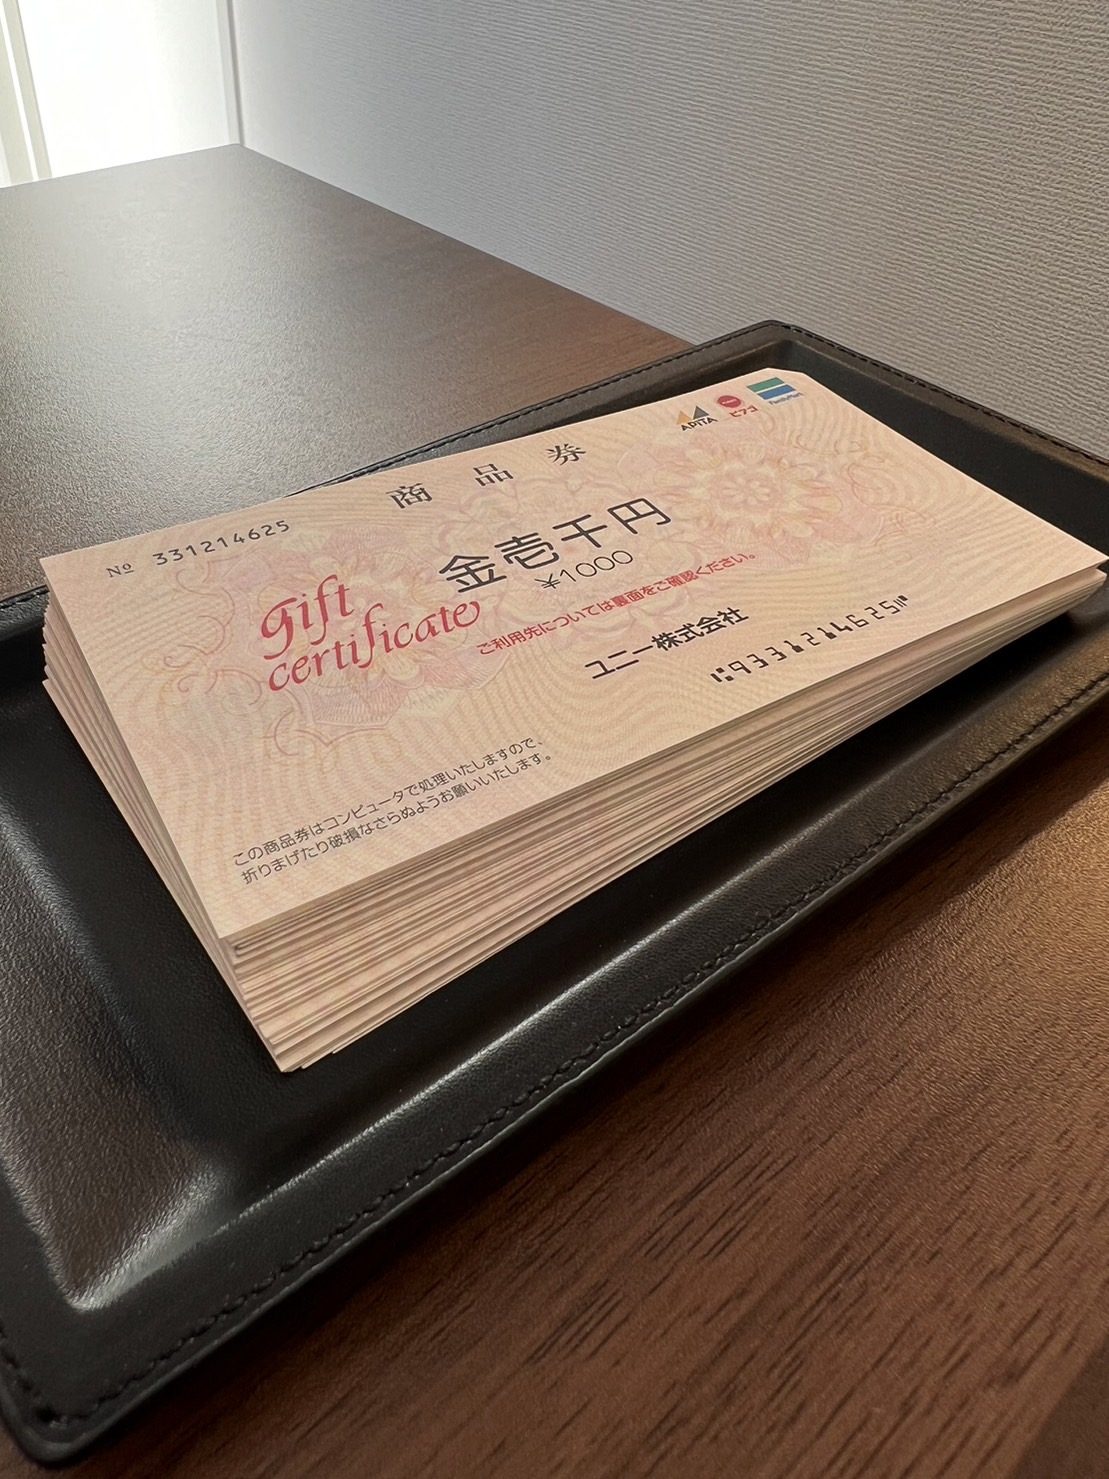 商品券
APITA
ピアゴ
FamilyMart
№ 331214625
金壱千円
¥1000
gift
certificate
ご利用先については裏面をご確認ください。
ユニー株式会社
9331214625
この商品券はコンピュータで処理いたしますので、
折りまげたり破損なさらぬようお願いいたします。